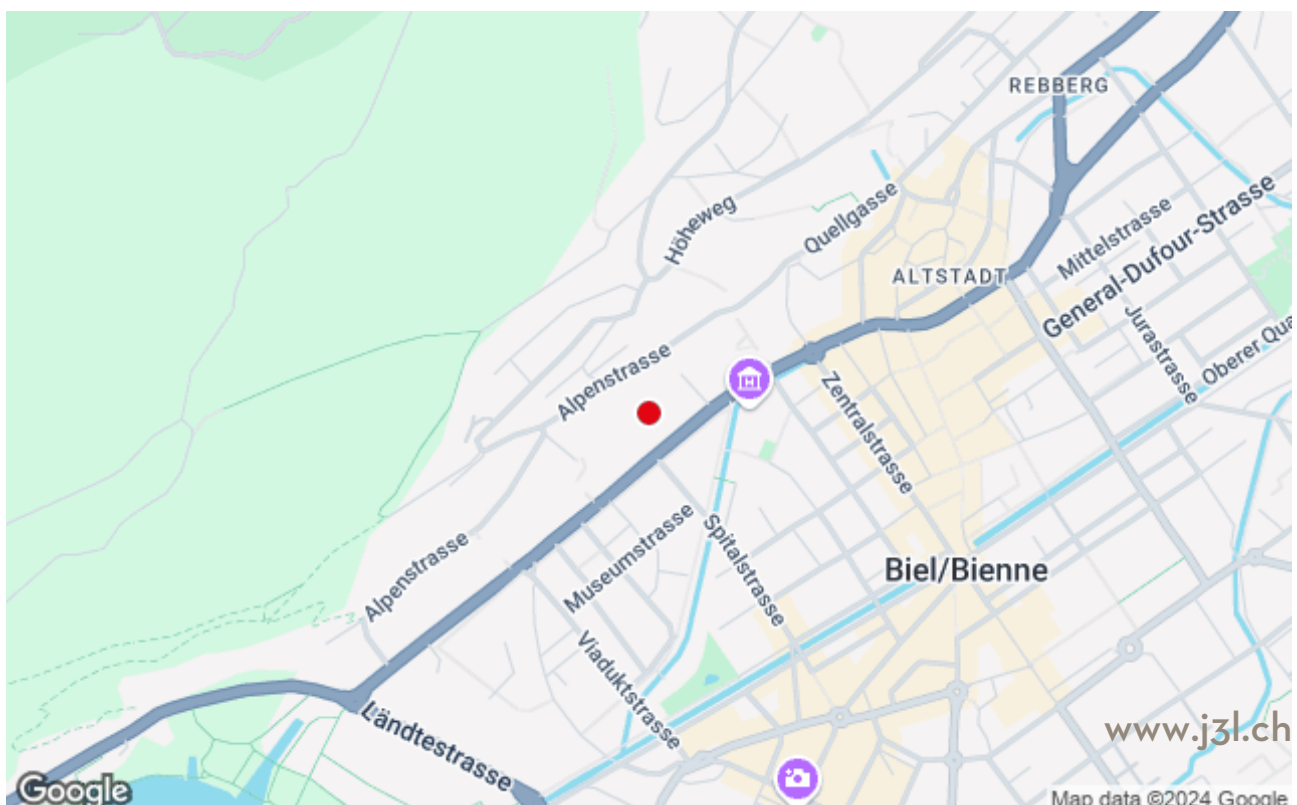 REBBERG
Höheweg
Quellgasse
Mittelstrasse
General-Dufour-Strasse
ALTSTADT
Jurastrasse
Oberer Qua
Alpenstrasse
Zentralstrasse
Museumstrasse
Spitalstrasse
Alpenstrasse
Biel/Bienne
Viaduktstrasse
Ländtestrasse
www.j3l.ch
Google
Map data ©2024 Google